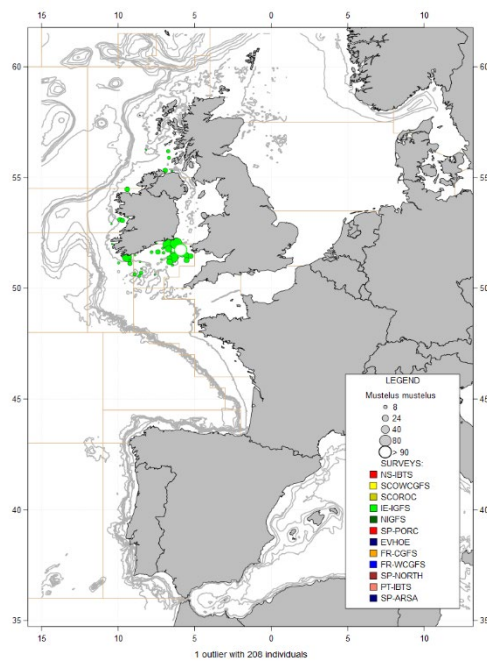 60
55
50
45
40
35
60
55
50
45
40
35
15
10
5
0
5
10
LEGEND
Mustelus mustelus
8
24
40
80
> 90
SURVEYS:
NS-IBTS
SCOWCGFS
SCOROC
IE-IGFS
NIGFS
SP-PORC
EVHOE
FR-CGFS
FR-WCGFS
SP-NORTH
PT-IBTS
SP-ARSA
15
10
5
0
5
10
1 outlier with 206 individuals